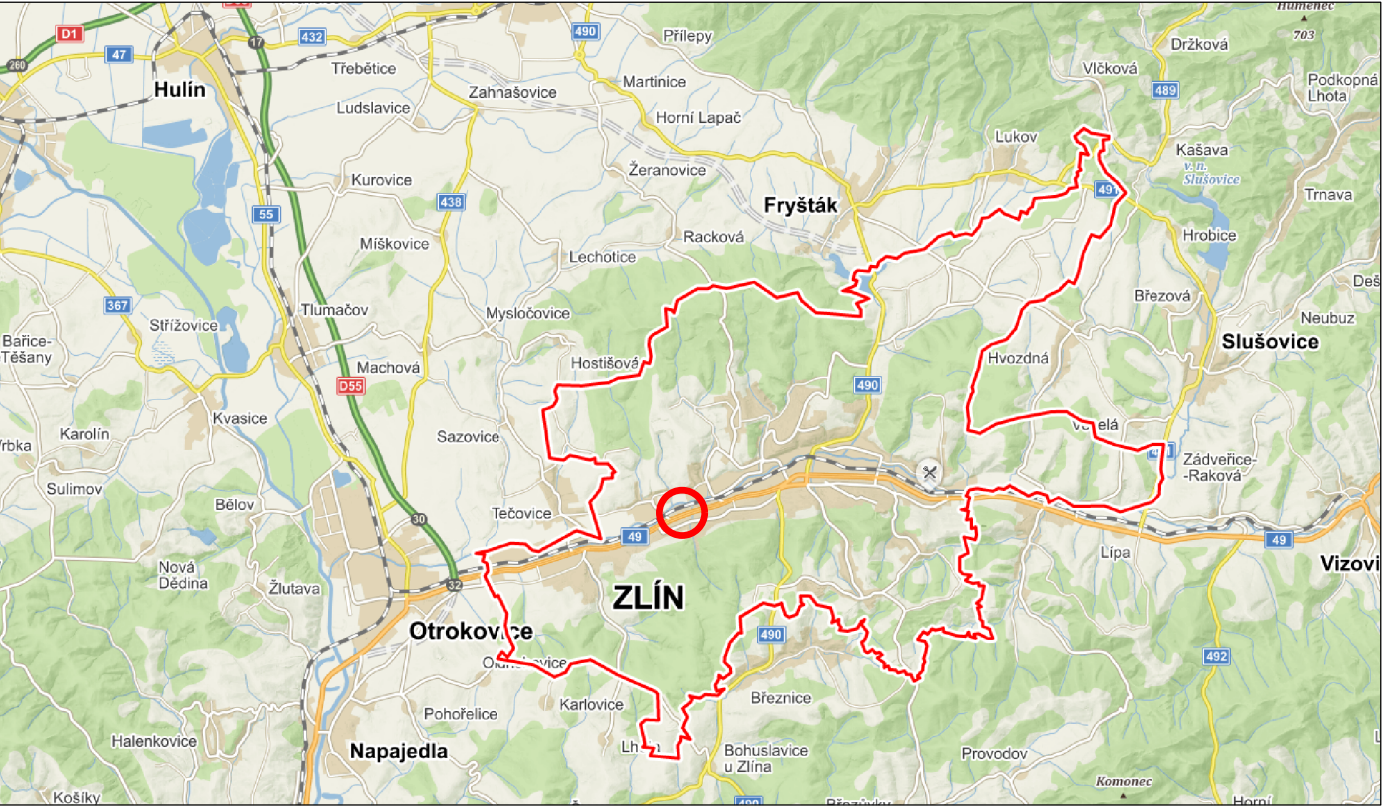 Humenec
703
D1
432
490
Přílepy
Držková
17
47
260
Třebětice
Vlčková
Hulín
Zahnašovice
Martinice
489
Podkopná
Lhota
Ludslavice
Horní Lapač
Lukov
Kašava
v. n.
Slušovice
Žeranovice
Kurovice
438
491
Trnava
55
Fryšták
Míškovice
Racková
Hrobice
Lechotice
367
Tlumačov
Mysločovice
Březová
Neubuz
Střížovice
Bařice-
-Těšany
Slušovice
Machová
Hostišová
Hvozdná
D55
490
Kvasice
Karolín
Sazovice
Zádveřice-
-Raková
Sulimov
Bělov
Tečovice
30
49
49
Lípa
Nová
Dědina
Žlutava
32
ZLÍN
Vizovi
Otrokovice
490
492
Karlovice
Březnice
Pohořelice
Halenkovice
Napajedla
Bohuslavice
u Zlína
Provodov
Komonec
Košíky
490
Březůvky
Horní